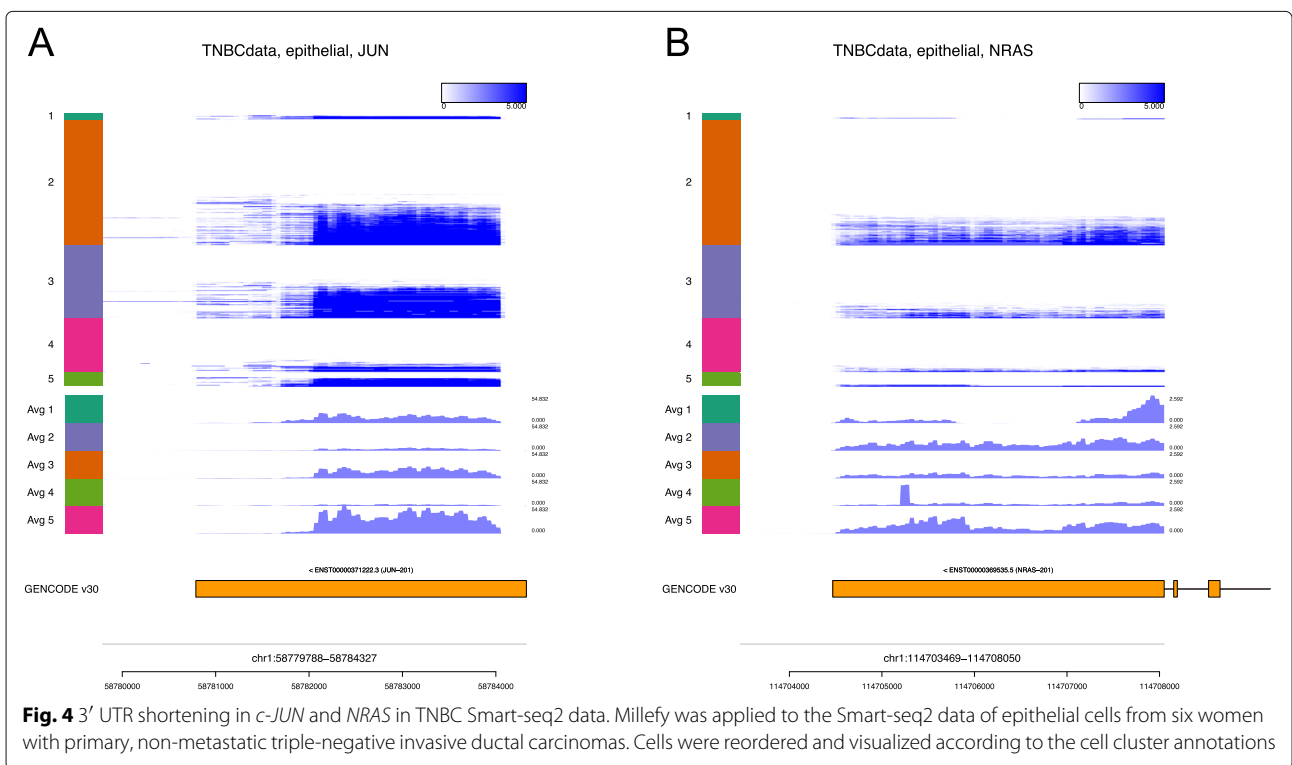 A
TNBCdata, epithelial, JUN
0 5.000
1
2
3
4
5
Avg 1
54.832
0.000
Avg 2
54.832
0.000
Avg 3
54.832
0.000
Avg 4
54.832
0.000
Avg 5
54.832
0.000
< ENST00000371222.3 (JUN–201)
GENCODE v30
chr1:58779788–58784327
58780000 58781000 58782000 58783000 58784000
B
TNBCdata, epithelial, NRAS
0 5.000
1
2
3
4
5
Avg 1
2.592
0.000
Avg 2
2.592
0.000
Avg 3
2.592
0.000
Avg 4
2.592
0.000
Avg 5
2.592
0.000
< ENST00000369535.5 (NRAS–201)
GENCODE v30
chr1:114703469–114708050
114704000 114705000 114706000 114707000 114708000
Fig. 4 3′ UTR shortening in c-JUN and NRAS in TNBC Smart-seq2 data. Millefy was applied to the Smart-seq2 data of epithelial cells from six women
with primary, non-metastatic triple-negative invasive ductal carcinomas. Cells were reordered and visualized according to the cell cluster annotations